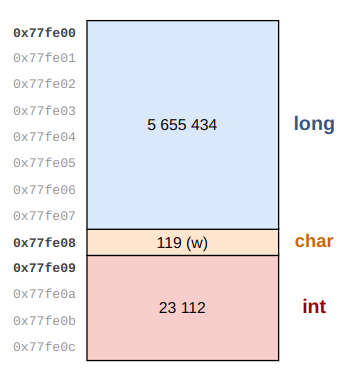 0x77fe00
0x77fe01
0x77fe02
0x77fe03
5 655 434
long
0x77fe04
0x77fe05
0x77fe06
0x77fe07
0x77fe08
119 (w)
char
0x77fe09
0x77fe0a
23 112
int
0x77fe0b
0x77fe0c